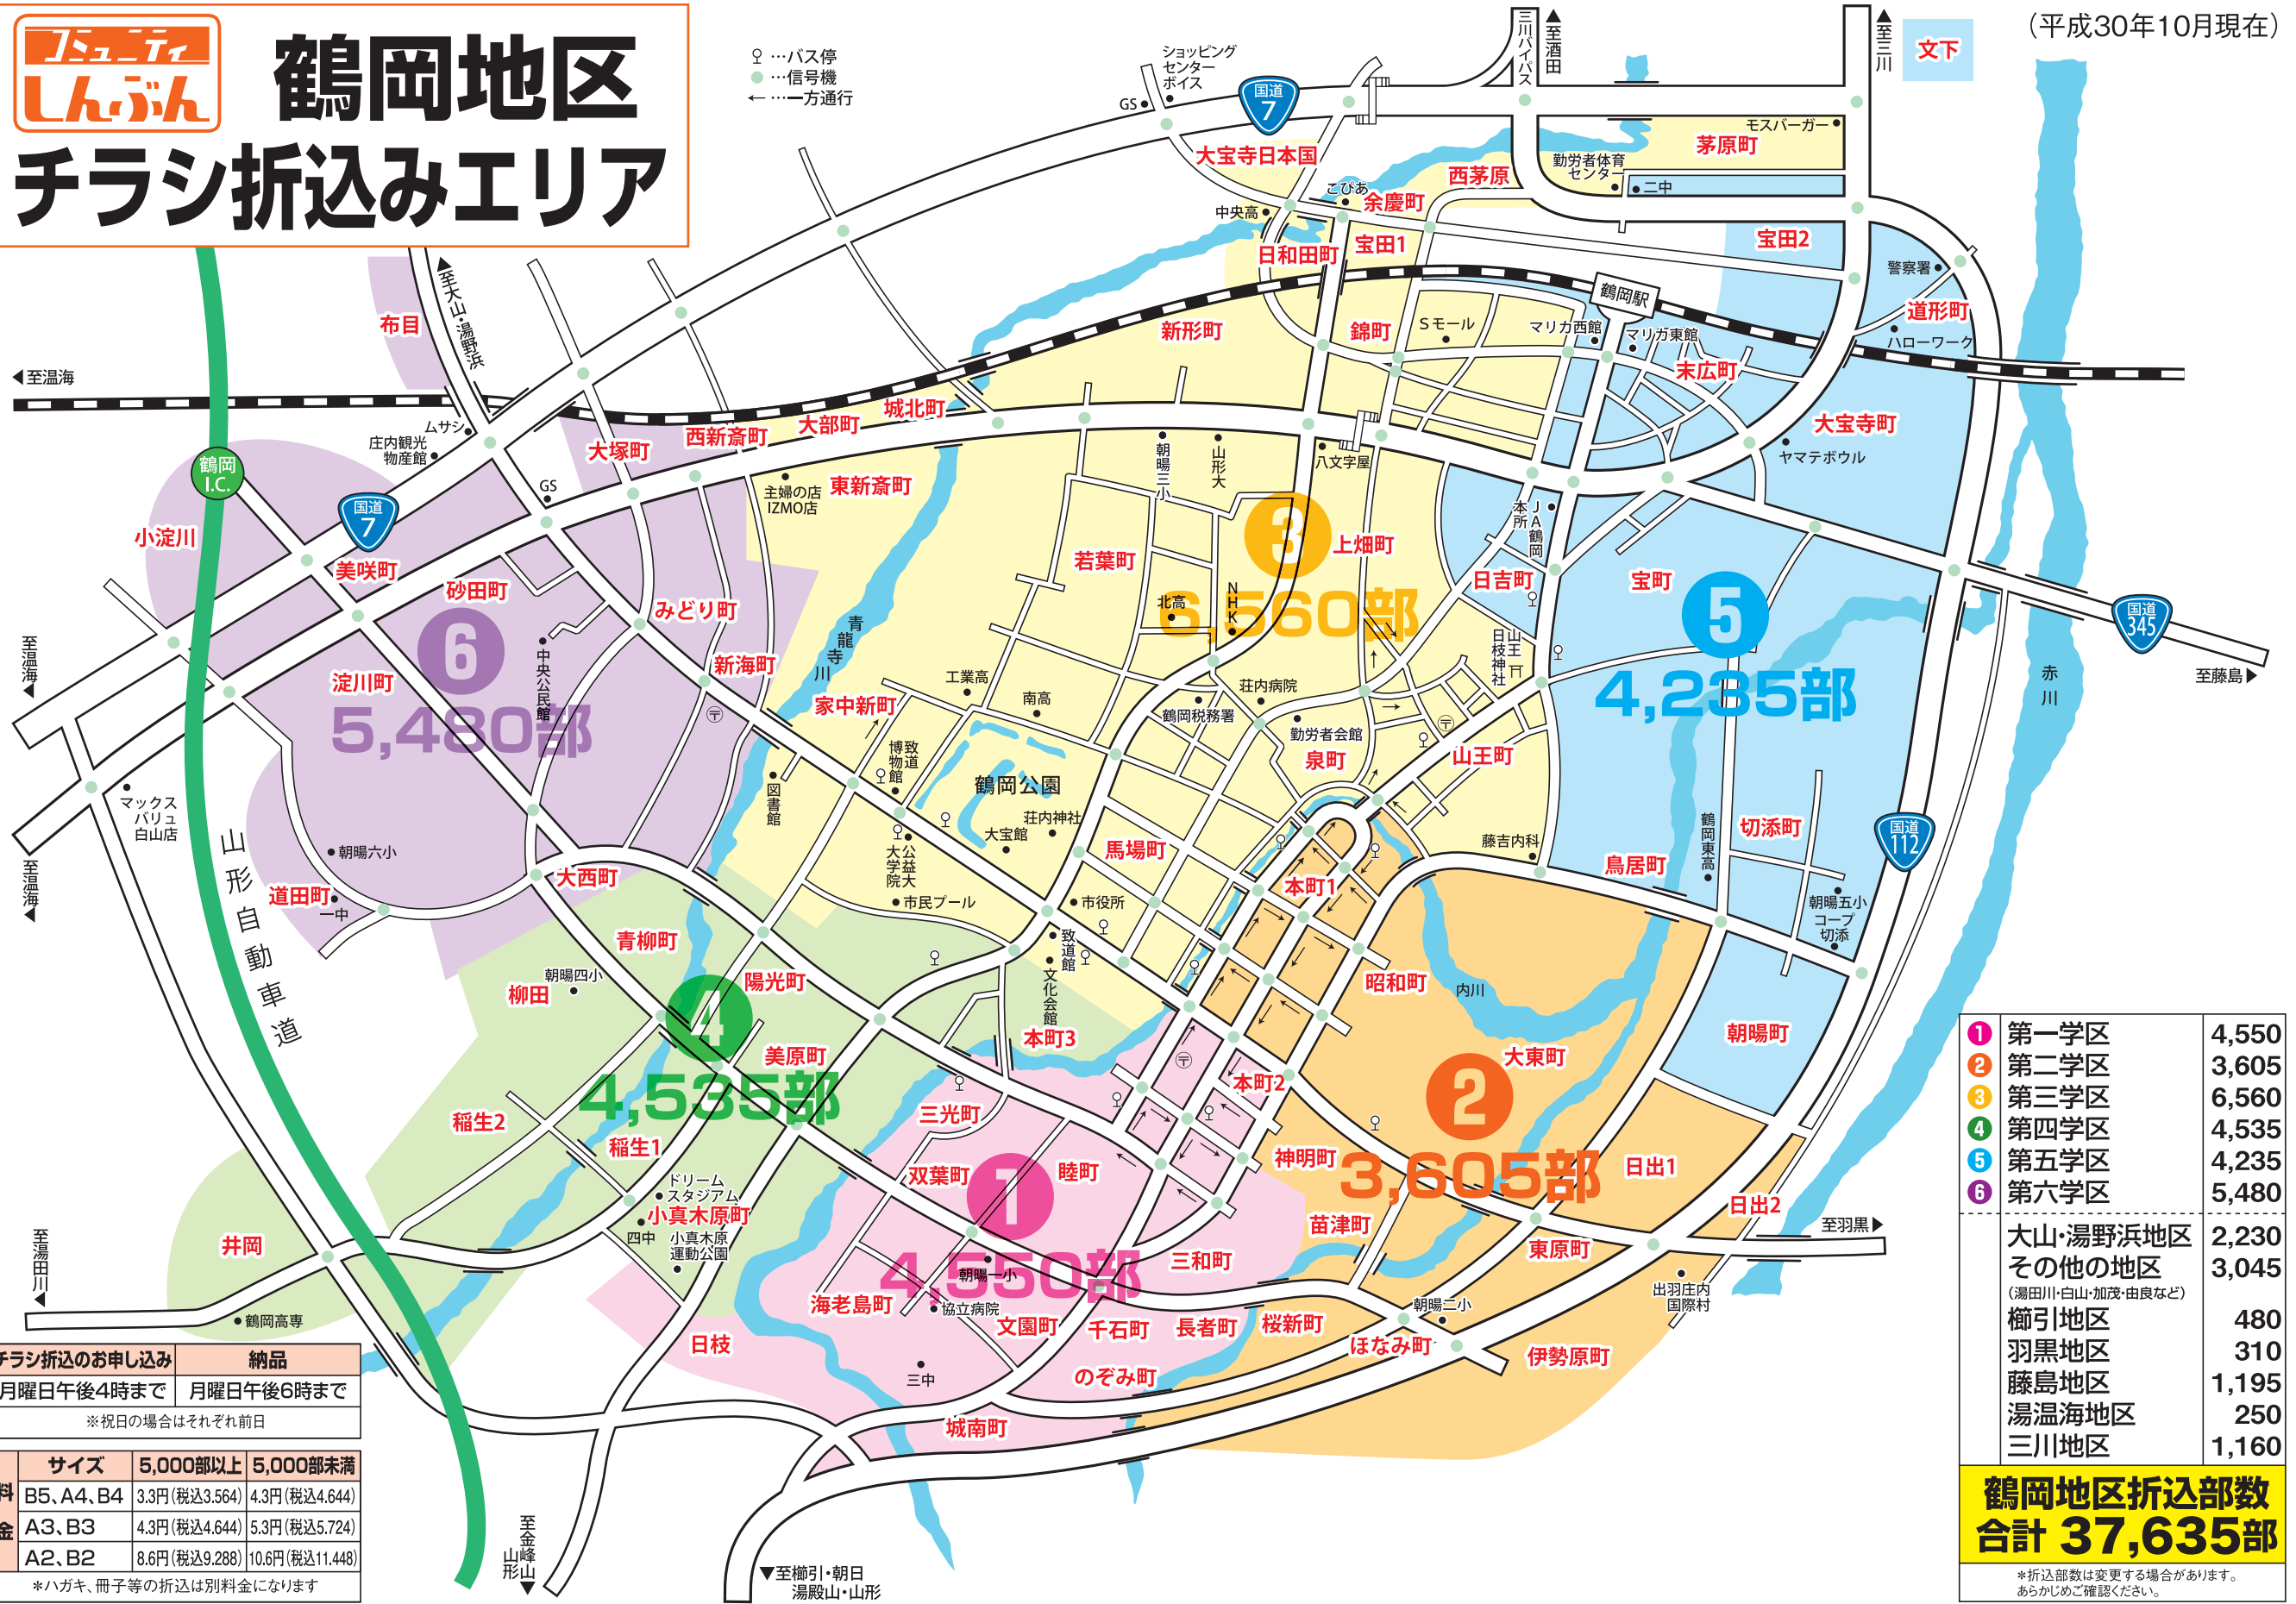 コミュニティ
しんぶん
鶴岡地区
チラシ折込みエリア
…バス停
…信号機
←…一方通行
(平成30年10月現在)
文下
▲至三川
▲至酒田
三川バイパス
ショッピング
センター
ボイス
GS
国道
7
モスバーガー
茅原町
勤労者体育
センター
二中
大宝寺日本国
西茅原
こぴあ
余慶町
中央高
日和田町
宝田1
宝田2
警察署
道形町
ハローワーク
鶴岡駅
マリカ西館
マリカ東館
末広町
大宝寺町
ヤマテボウル
Sモール
錦町
新形町
布目
▲至大山・湯野浜
◀至温海
ムサシ
庄内観光
物産館
大塚町
西新斎町
大部町
城北町
東新斎町
主婦の店
IZMO店
朝暘三小
山形大
八文字屋
鶴岡
I.C.
国道
7
GS
小淀川
美咲町
砂田町
みどり町
新海町
6
5,480部
淀川町
中央公民館
青龍寺川
家中新町
若葉町
北高
NHK
3
6,560部
上畑町
JA鶴岡
本所
日吉町
宝町
5
4,235部
国道
345
至藤島▶
赤川
山王
日枝神社
工業高
南高
荘内病院
鶴岡税務署
勤労者会館
泉町
山王町
致道
博物館
鶴岡公園
荘内神社
大宝館
図書館
公益大
大学院
市民プール
馬場町
市役所
致道館
文化会館
藤吉内科
鳥居町
鶴岡東高
切添町
国道
112
朝暘五小
コープ
切添
朝暘町
至温海▼
至温海▼
マックス
バリュ
白山店
山形自動車道
朝暘六小
道田町
一中
大西町
青柳町
朝暘四小
柳田
陽光町
4
4,535部
美原町
本町3
本町1
昭和町
内川
大東町
本町2
2
3,605部
神明町
苗津町
日出1
日出2
東原町
至羽黒▶
出羽庄内
国際村
稲生2
稲生1
ドリーム
スタジアム
小真木原町
四中
小真木原
運動公園
三光町
双葉町
睦町
1
4,550部
朝暘一小
三和町
海老島町
協立病院
文園町
千石町
長者町
桜新町
朝暘二小
ほなみ町
伊勢原町
のぞみ町
日枝
三中
城南町
井岡
至湯田川▼
鶴岡高専
至金峰山▼
山形
▼至櫛引・朝日
湯殿山・山形
チラシ折込のお申し込み 納品
月曜日午後4時まで 月曜日午後6時まで
※祝日の場合はそれぞれ前日
料金 サイズ 5,000部以上 5,000部未満
B5、A4、B4 3.3円(税込3.564) 4.3円(税込4.644)
A3、B3 4.3円(税込4.644) 5.3円(税込5.724)
A2、B2 8.6円(税込9.288) 10.6円(税込11.448)
*ハガキ、冊子等の折込は別料金になります
1 第一学区 4,550
2 第二学区 3,605
3 第三学区 6,560
4 第四学区 4,535
5 第五学区 4,235
6 第六学区 5,480
大山・湯野浜地区 2,230
その他の地区 3,045
(湯田川・白山・加茂・由良など)
櫛引地区 480
羽黒地区 310
藤島地区 1,195
湯温海地区 250
三川地区 1,160
鶴岡地区折込部数
合計 37,635部
*折込部数は変更する場合があります。
あらかじめご確認ください。